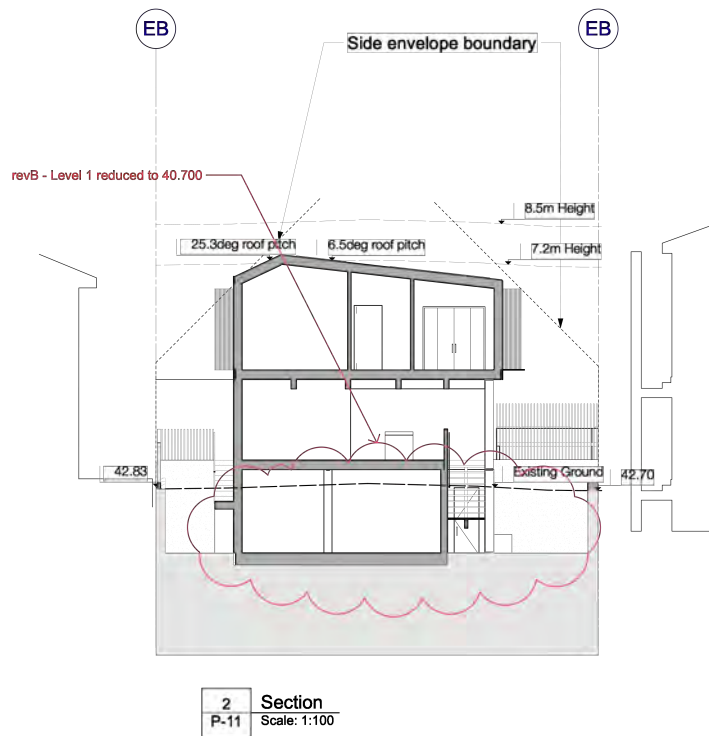 EB
EB
Side envelope boundary
revB - Level 1 reduced to 40.700
8.5m Height
25.3deg roof pitch
6.5deg roof pitch
7.2m Height
42.83
Existing Ground
42.70
2
Section
P-11
Scale: 1:100